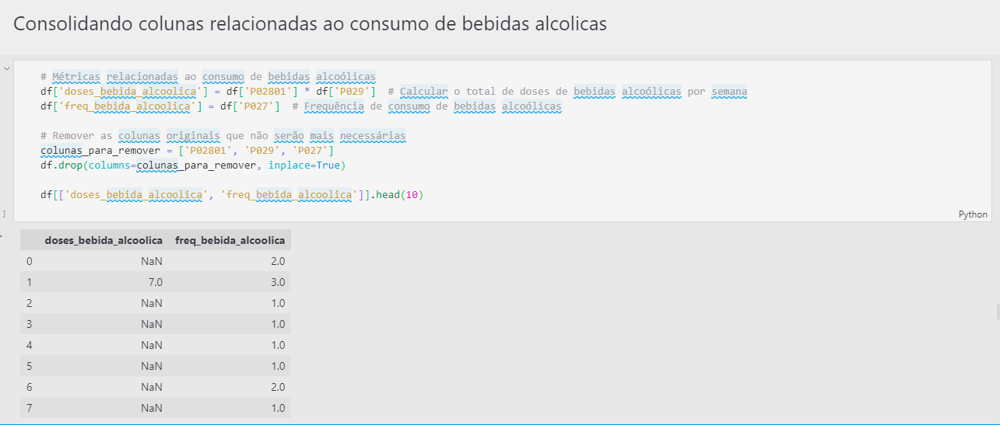 Consolidando colunas relacionadas ao consumo de bebidas alcolicas
# Métricas relacionadas ao consumo de bebidas alcoólicas
df['doses_bebida_alcoolica'] = df['P02801'] * df['P029']  # Calcular o total de doses de bebidas alcoólicas por semana
df['freq_bebida_alcoolica'] = df['P027']  # Frequência de consumo de bebidas alcoólicas
# Remover as colunas originais que não serão mais necessárias
colunas_para_remover = ['P02801', 'P029', 'P027']
df.drop(columns=colunas_para_remover, inplace=True)
df[['doses_bebida_alcoolica', 'freq_bebida_alcoolica']].head(10)
]
Python
doses_bebida_alcoolica freq_bebida_alcoolica
0 NaN 2.0
1 7.0 3.0
2 NaN 1.0
3 NaN 1.0
4 NaN 1.0
5 NaN 1.0
6 NaN 2.0
7 NaN 1.0